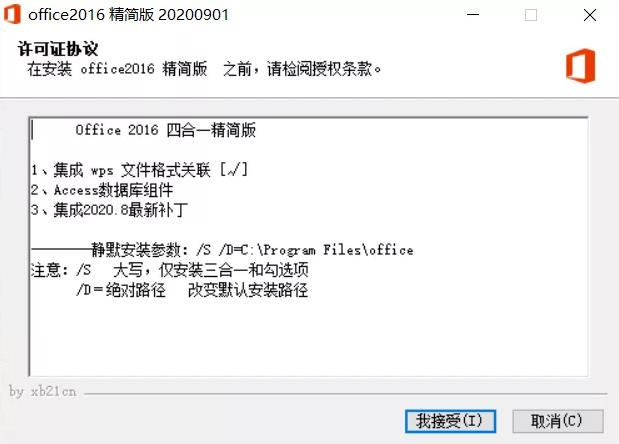 office2016 精简版 20200901
许可证协议
在安装 office2016 精简版 之前，请检阅授权条款。
Office 2016 四合一精简版
1、集成 wps 文件格式关联 [√]
2、Access数据库组件
3、集成2020.8最新补丁
————静默安装参数：/S /D=C:\Program Files\office
注意：/S 大写，仅安装三合一和勾选项
/D＝绝对路径 改变默认安装路径
by xb21cn
我接受(I)
取消(C)